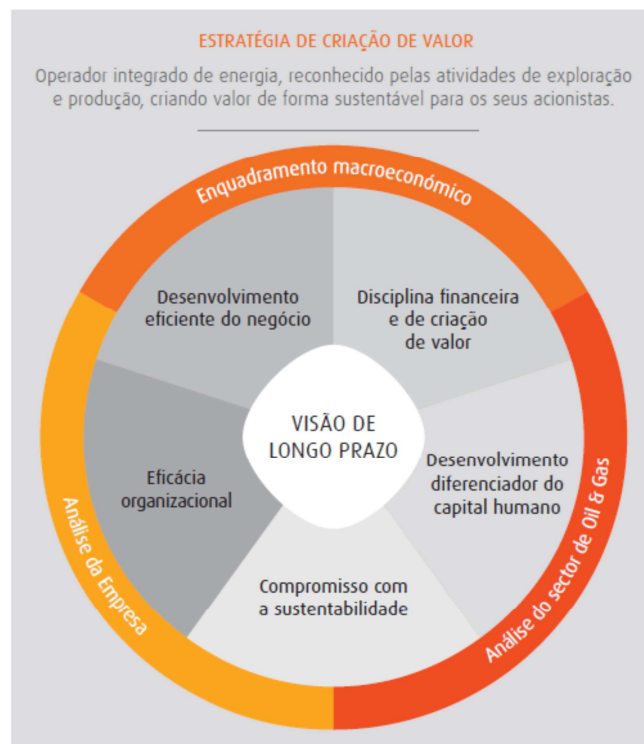 ESTRATÉGIA DE CRIAÇÃO DE VALOR
Operador integrado de energia, reconhecido pelas atividades de exploração
e produção, criando valor de forma sustentável para os seus acionistas.
Enquadramento macroeconómico
Desenvolvimento
eficiente do negócio
Disciplina financeira
e de criação
de valor
VISÃO DE
LONGO PRAZO
Eficácia
organizacional
Desenvolvimento
diferenciador do
capital humano
Compromisso com
a sustentabilidade
Análise da Empresa
Análise do sector de Oil & Gas